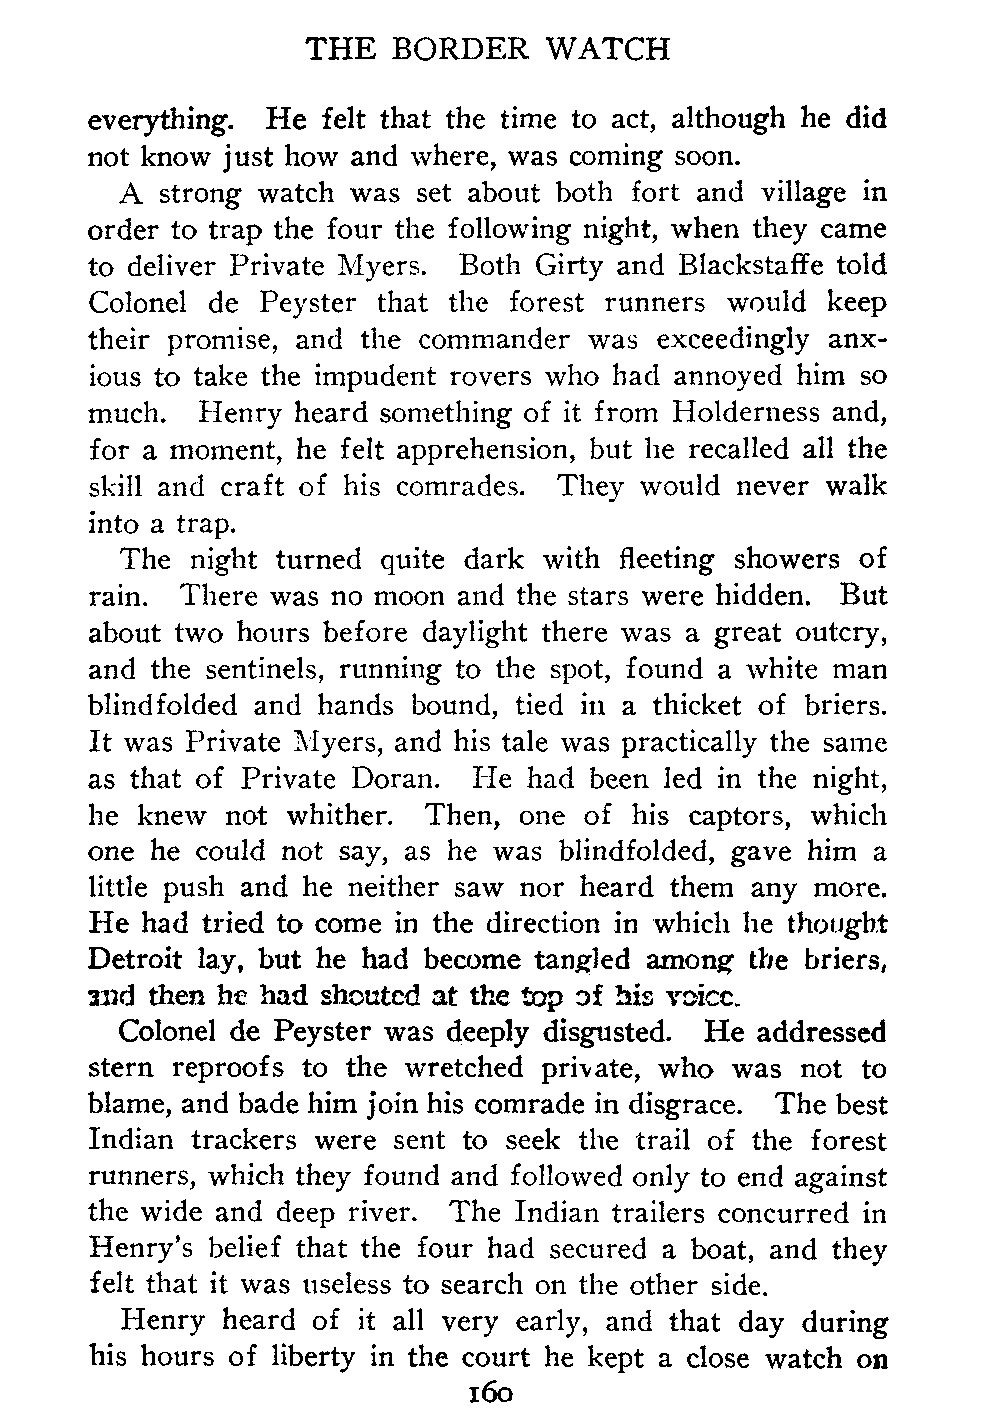 THE BORDER WATCH
everything. He felt that the time to act, although he did
not know just how and where, was coming soon.
A strong watch was set about both fort and village in
order to trap the four the following night, when they came
to deliver Private Myers. Both Girty and Blackstaffe told
Colonel de Peyster that the forest runners would keep
their promise, and the commander was exceedingly anx-
ious to take the impudent rovers who had annoyed him so
much. Henry heard something of it from Holderness and,
for a moment, he felt apprehension, but he recalled all the
skill and craft of his comrades. They would never walk
into a trap.
The night turned quite dark with fleeting showers of
rain. There was no moon and the stars were hidden. But
about two hours before daylight there was a great outcry,
and the sentinels, running to the spot, found a white man
blindfolded and hands bound, tied in a thicket of briers.
It was Private Myers, and his tale was practically the same
as that of Private Doran. He had been led in the night,
he knew not whither. Then, one of his captors, which
one he could not say, as he was blindfolded, gave him a
little push and he neither saw nor heard them any more.
He had tried to come in the direction in which he thought
Detroit lay, but he had become tangled among the briers,
and then he had shouted at the top of his voice.
Colonel de Peyster was deeply disgusted. He addressed
stern reproofs to the wretched private, who was not to
blame, and bade him join his comrade in disgrace. The best
Indian trackers were sent to seek the trail of the forest
runners, which they found and followed only to end against
the wide and deep river. The Indian trailers concurred in
Henry's belief that the four had secured a boat, and they
felt that it was useless to search on the other side.
Henry heard of it all very early, and that day during
his hours of liberty in the court he kept a close watch on
160